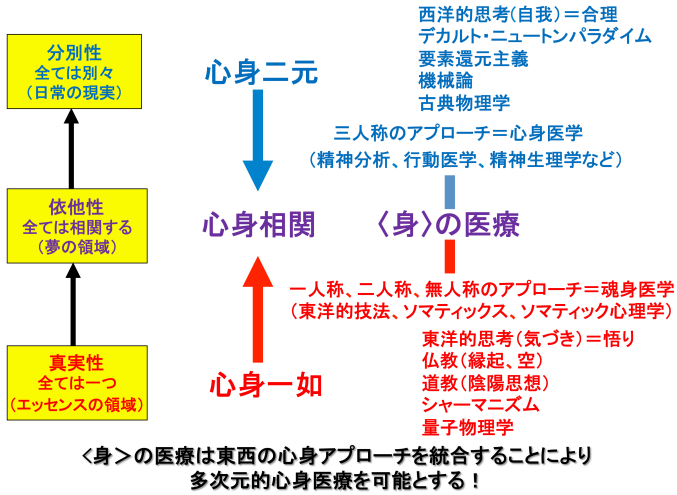 分別性
全ては別々
(日常の現実)
依他性
全ては相関する
(夢の領域)
真実性
全ては一つ
(エッセンスの領域)
心身二元
心身相関
心身一如
西洋的思考(自我)＝合理
デカルト・ニュートンパラダイム
要素還元主義
機械論
古典物理学
三人称のアプローチ＝心身医学
(精神分析、行動医学、精神生理学など)
〈身〉の医療
一人称、二人称、無人称のアプローチ＝魂身医学
(東洋的技法、ソマティックス、ソマティック心理学)
東洋的思考(気づき)＝悟り
仏教(縁起、空)
道教(陰陽思想)
シャーマニズム
量子物理学
<身＞の医療は東西の心身アプローチを統合することにより
多次元的心身医療を可能とする！